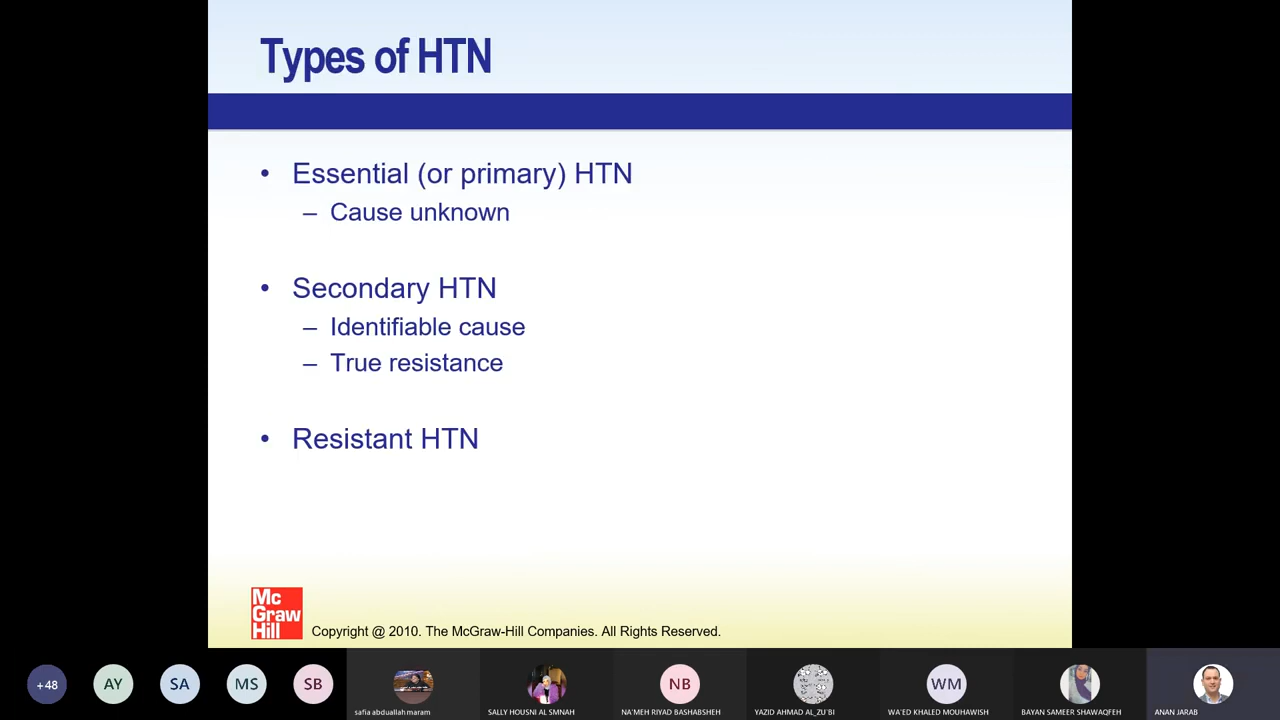 Types of HTN
• Essential (or primary) HTN
– Cause unknown
• Secondary HTN
– Identifiable cause
– True resistance
• Resistant HTN
Mc
Graw
Hill
Copyright @ 2010. The McGraw-Hill Companies. All Rights Reserved.
+48
AY
SA
MS
SB
NB
WM
safia abduallah maram
SALLY HOUSNI AL SMNAH
NA'MEH RIYAD BASHABSHEH
YAZID AHMAD AL_ZU'BI
WA'ED KHALED MOUHAWISH
BAYAN SAMEER SHAWAQFEH
ANAN JARAB